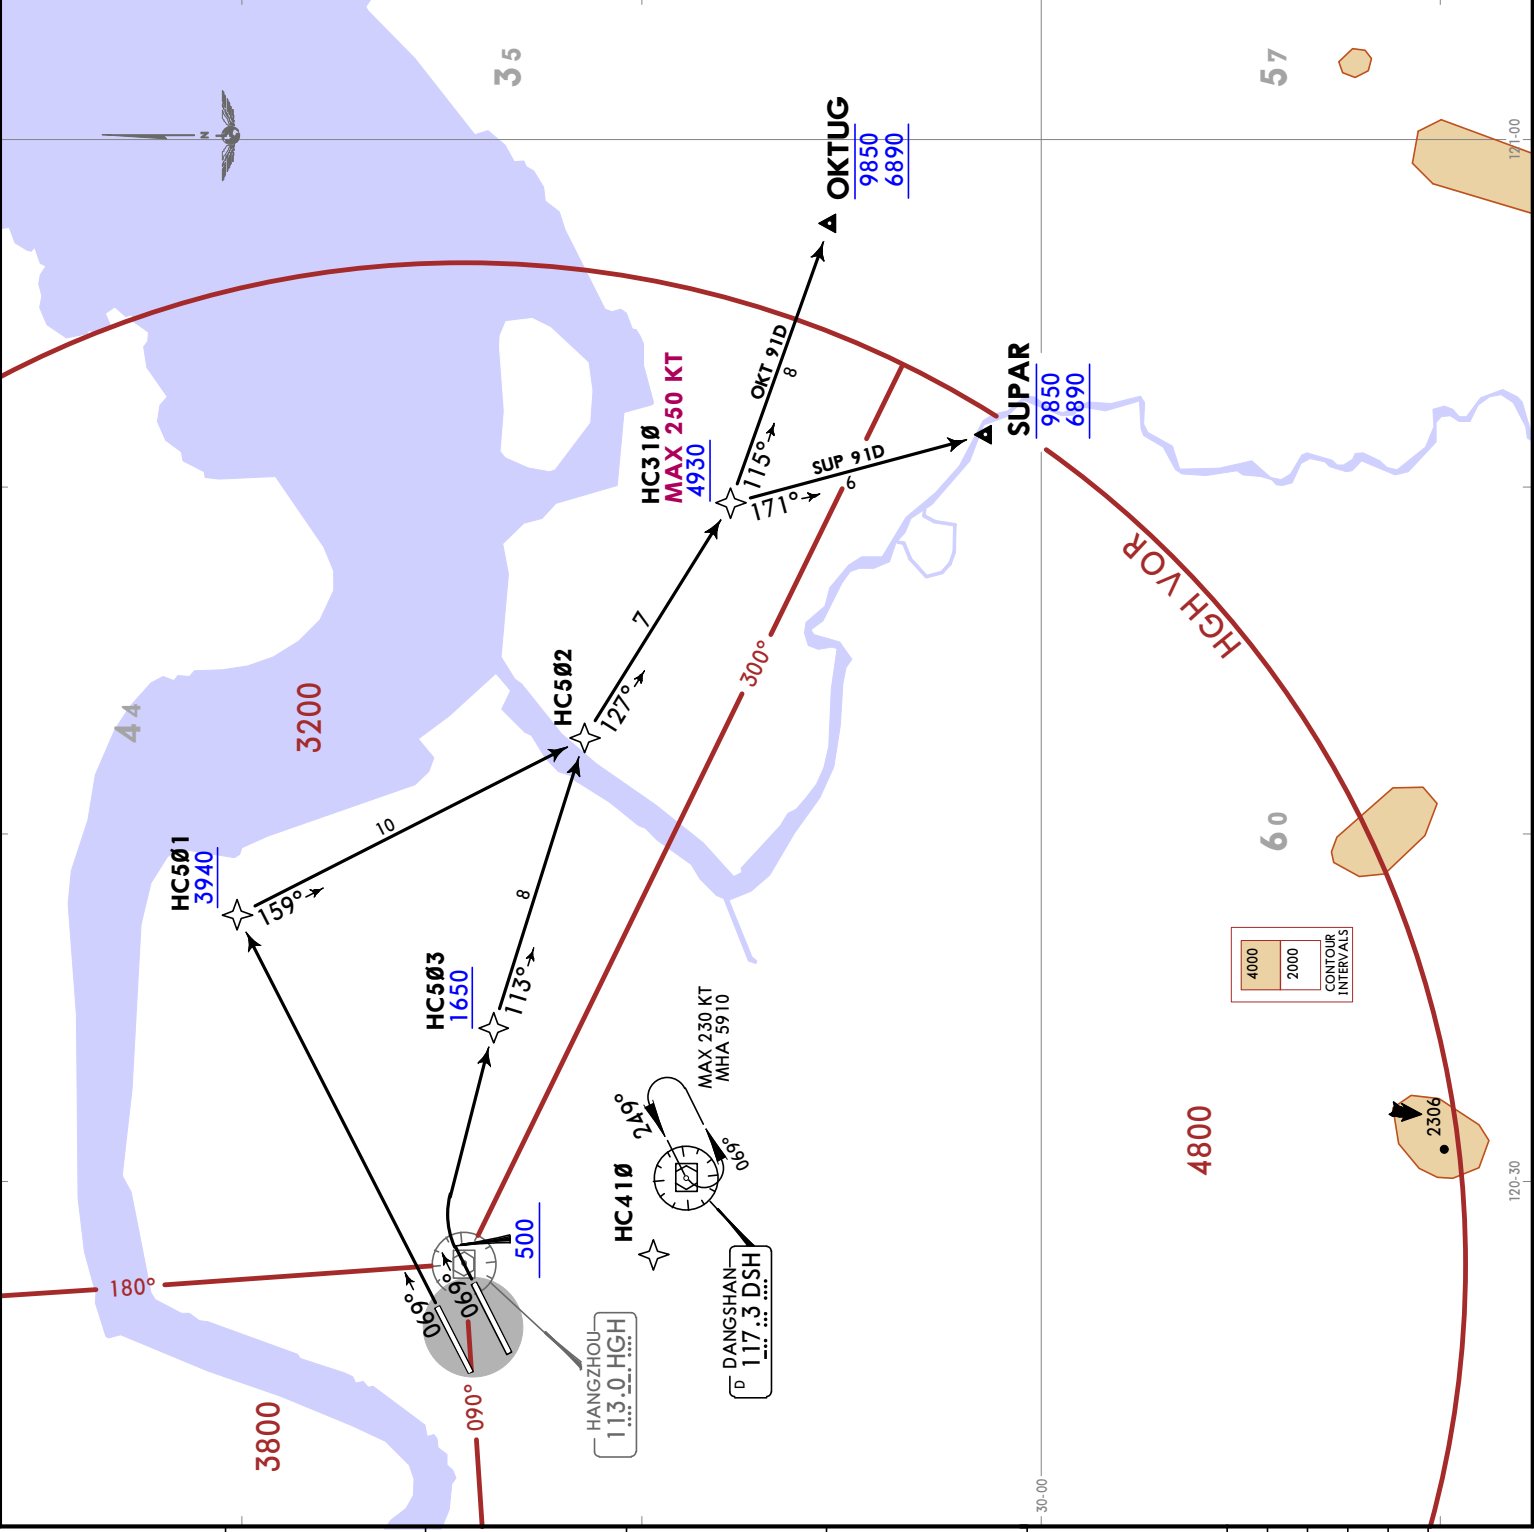 35
57
N
121-00
OKTUG
9850
6890
OKT 91D
8
115°
HC31Ø
MAX 250 KT
4930
SUPAR
9850
6890
SUP 91D
6
171°
HGH VOR
7
127°
HC5Ø2
300°
44
3200
60
HC5Ø1
3940
10
159°
8
HC5Ø3
1650
113°
4000
2000
CONTOUR
INTERVALS
MAX 230 KT
MHA 5910
249°
069°
HC41Ø
4800
2306
120-30
500
180°
069°
069°
DANGSHAN
D 117.3 DSH
HANGZHOU
113.0 HGH
090°
3800
30-00